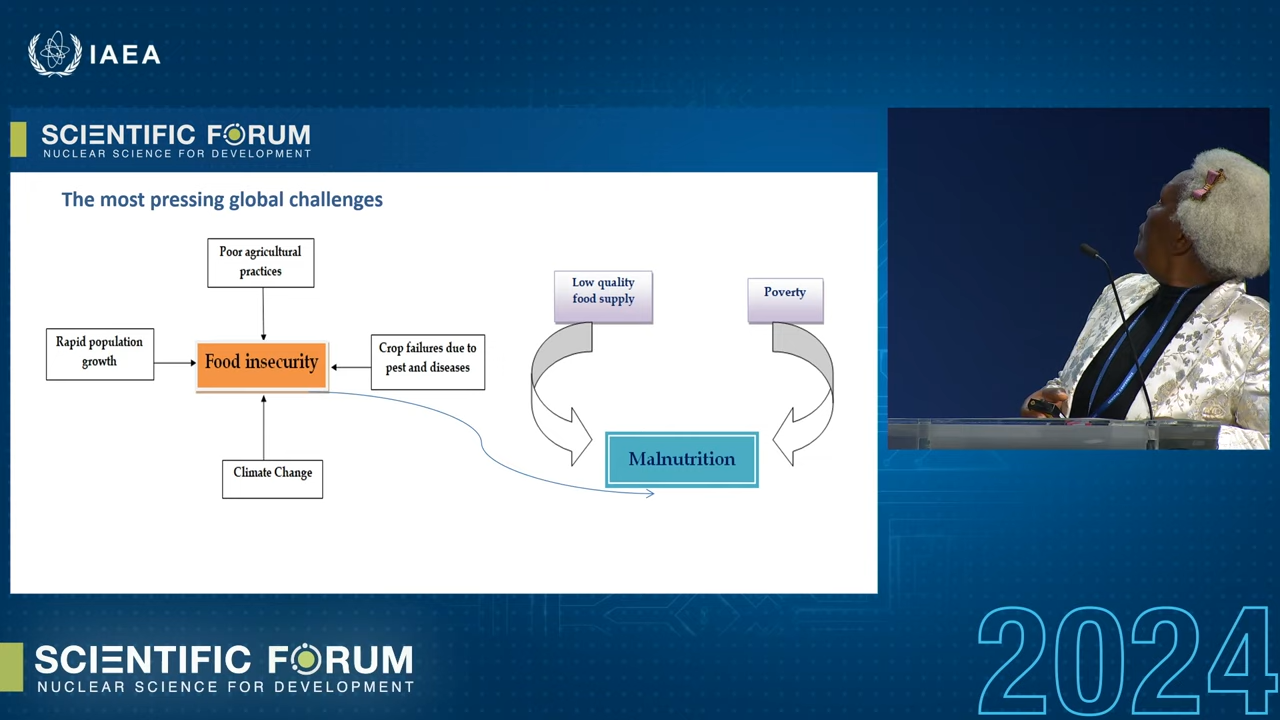 IAEA
SCIENTIFIC FORUM
NUCLEAR SCIENCE FOR DEVELOPMENT
The most pressing global challenges
Poor agricultural
practices
Rapid population
growth
Food insecurity
Crop failures due to
pest and diseases
Climate Change
Low quality
food supply
Poverty
Malnutrition
SCIENTIFIC FORUM
NUCLEAR SCIENCE FOR DEVELOPMENT
2024